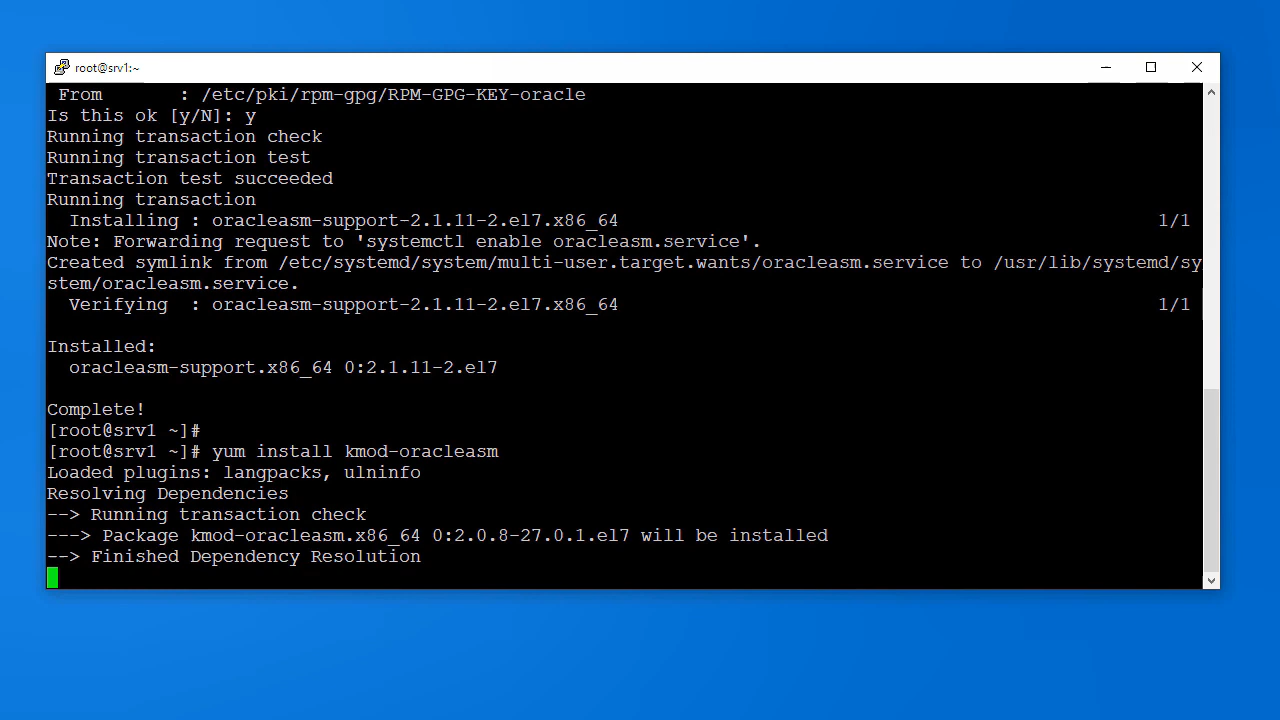 root@srv1:~
From       : /etc/pki/rpm-gpg/RPM-GPG-KEY-oracle
Is this ok [y/N]: y
Running transaction check
Running transaction test
Transaction test succeeded
Running transaction
  Installing : oracleasm-support-2.1.11-2.el7.x86_64                                                 1/1
Note: Forwarding request to 'systemctl enable oracleasm.service'.
Created symlink from /etc/systemd/system/multi-user.target.wants/oracleasm.service to /usr/lib/systemd/sy
stem/oracleasm.service.
  Verifying  : oracleasm-support-2.1.11-2.el7.x86_64                                                 1/1
Installed:
  oracleasm-support.x86_64 0:2.1.11-2.el7
Complete!
[root@srv1 ~]#
[root@srv1 ~]# yum install kmod-oracleasm
Loaded plugins: langpacks, ulninfo
Resolving Dependencies
--> Running transaction check
---> Package kmod-oracleasm.x86_64 0:2.0.8-27.0.1.el7 will be installed
--> Finished Dependency Resolution